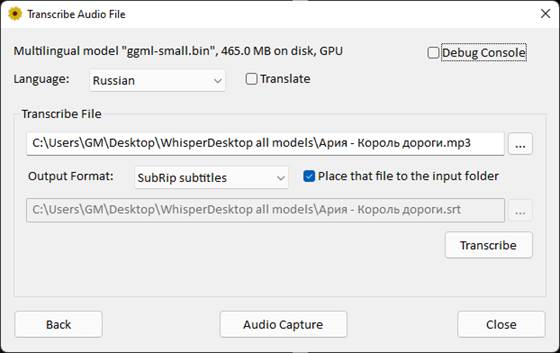 Transcribe Audio File
Multilingual model "ggml-small.bin", 465.0 MB on disk, GPU
Debug Console
Language: Russian Translate
Transcribe File
C:\Users\GM\Desktop\WhisperDesktop all models\Ария - Король дороги.mp3 ...
Output Format: SubRip subtitles Place that file to the input folder
C:\Users\GM\Desktop\WhisperDesktop all models\Ария - Король дороги.srt ...
Transcribe
Back Audio Capture Close